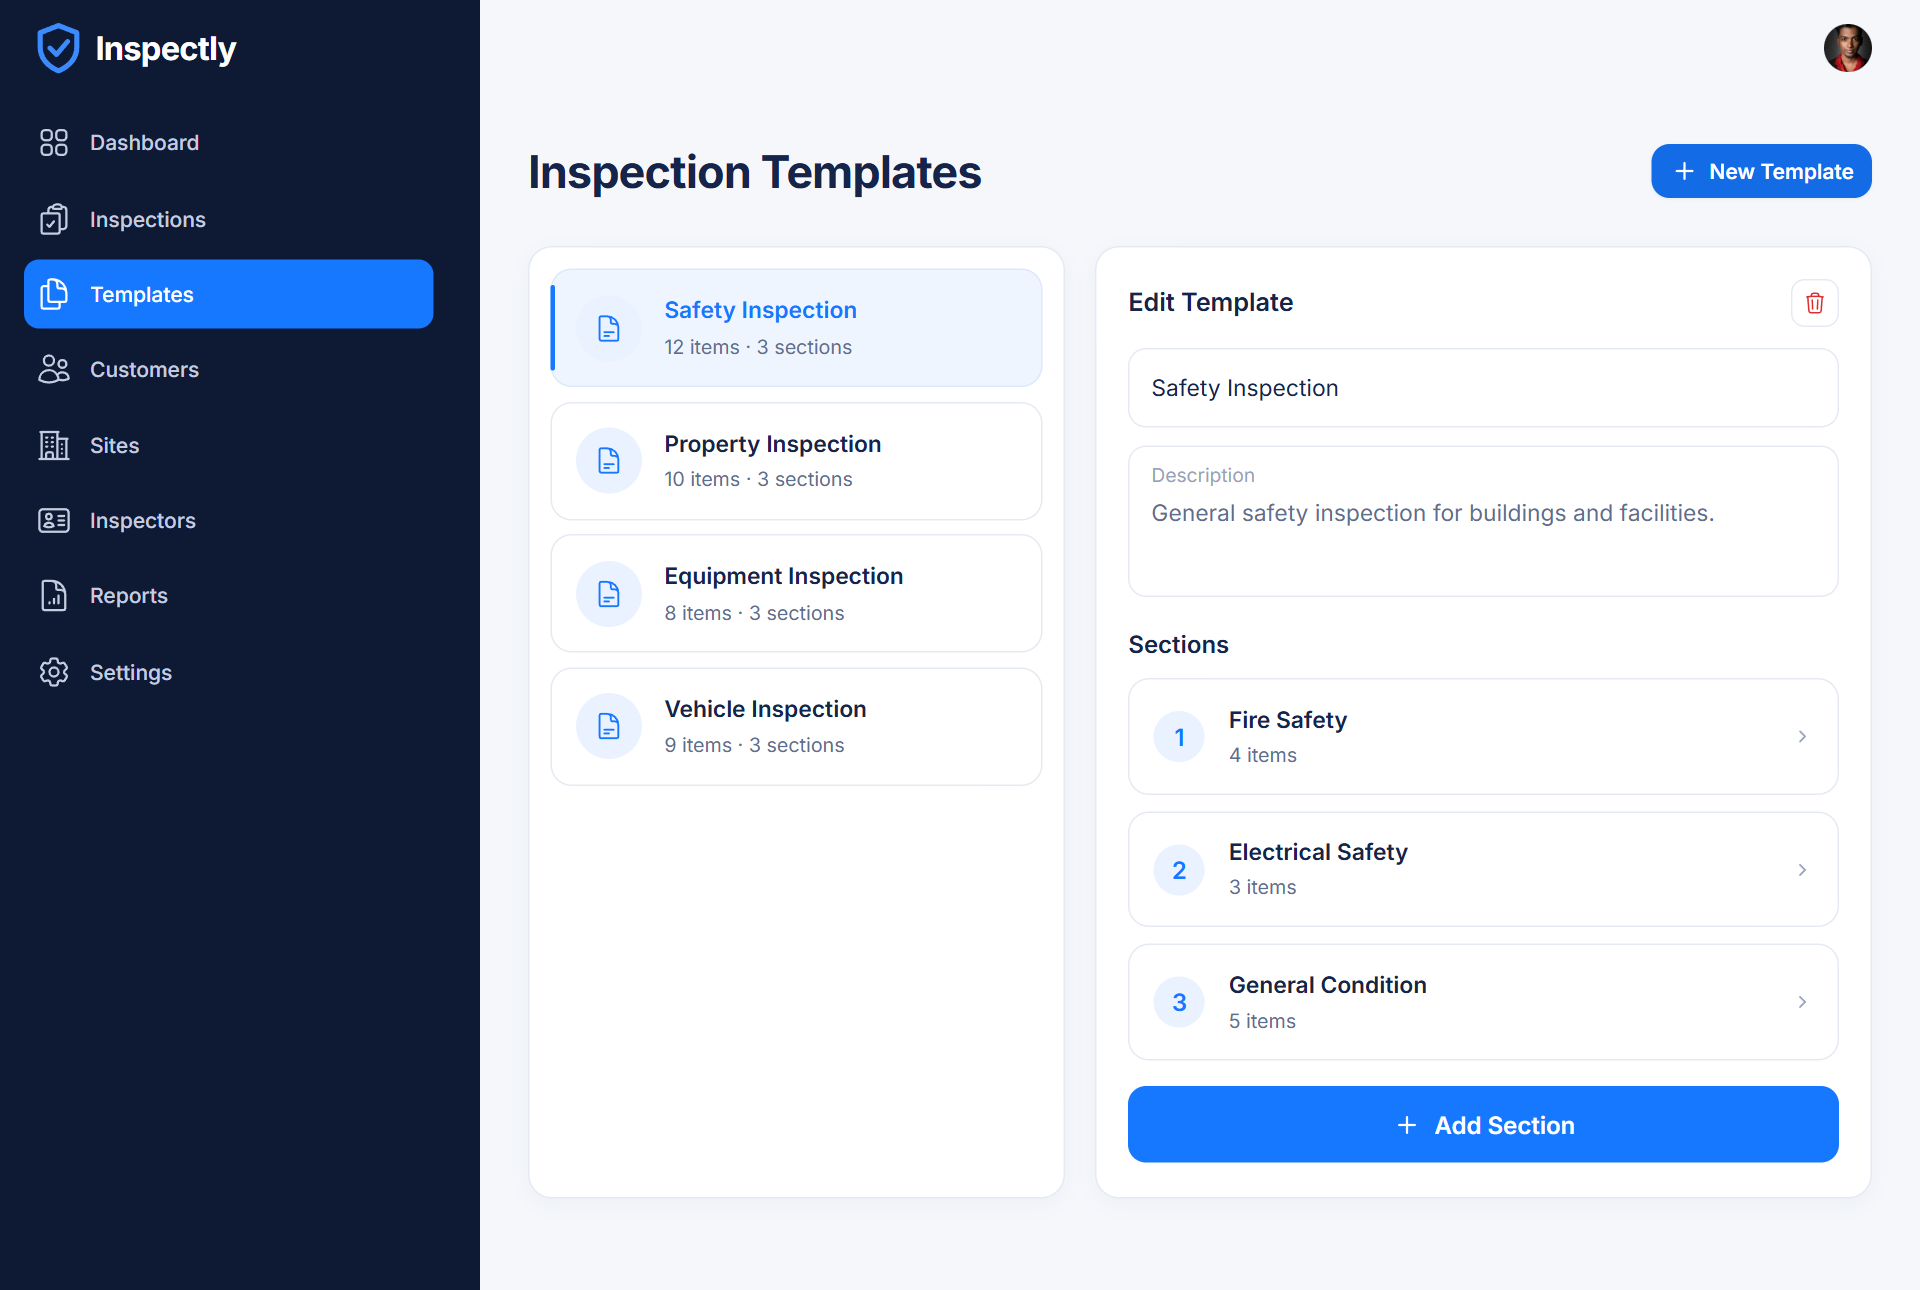 Inspectly
Dashboard
Inspections
Templates
Customers
Sites
Inspectors
Reports
Settings
Inspection Templates
New Template
Safety Inspection
12 items · 3 sections
Property Inspection
10 items · 3 sections
Equipment Inspection
8 items · 3 sections
Vehicle Inspection
9 items · 3 sections
Edit Template
Safety Inspection
Description
General safety inspection for buildings and facilities.
Sections
1
Fire Safety
4 items
2
Electrical Safety
3 items
3
General Condition
5 items
Add Section